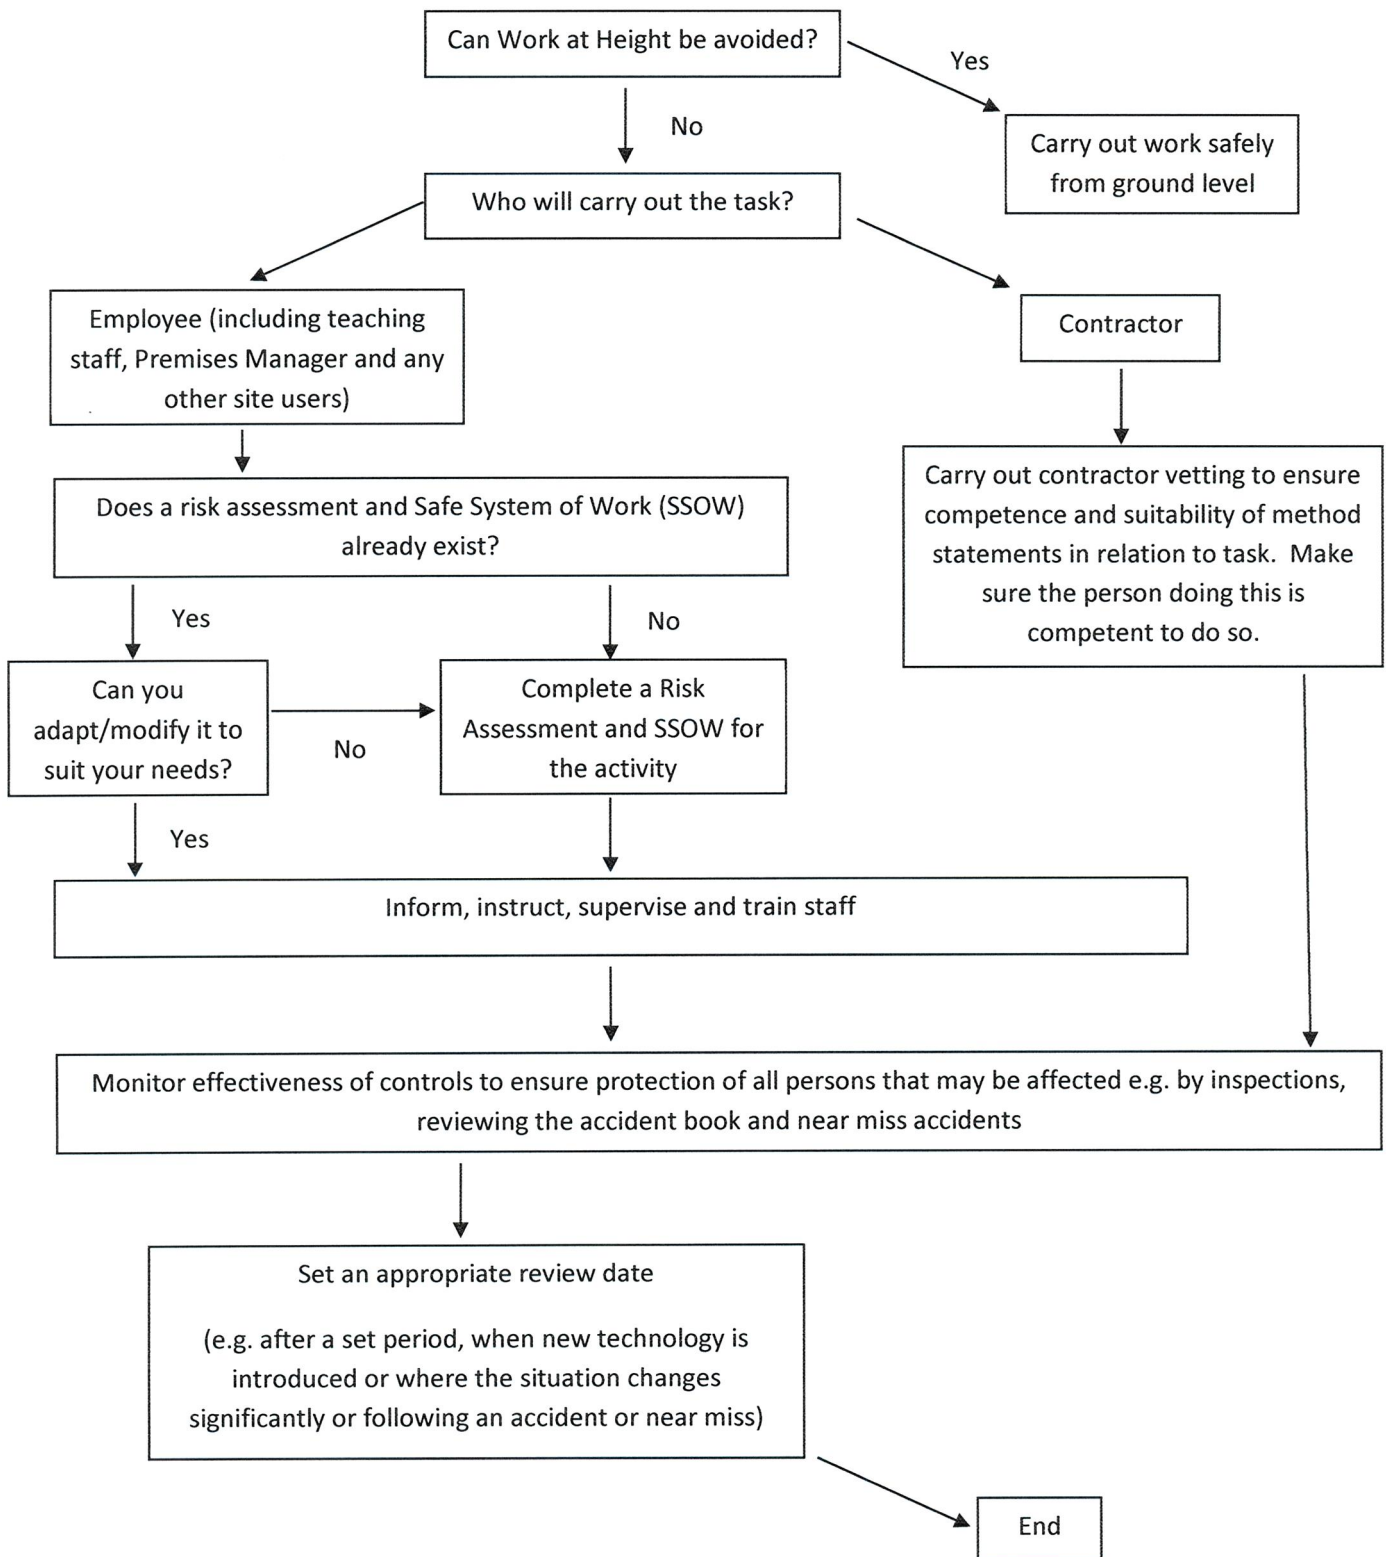 Can Work at Height be avoided?
Yes
No
Carry out work safely
from ground level
Who will carry out the task?
Employee (including teaching
staff, Premises Manager and any
other site users)
Contractor
Does a risk assessment and Safe System of Work (SSOW)
already exist?
Carry out contractor vetting to ensure
competence and suitability of method
statements in relation to task.  Make
sure the person doing this is
competent to do so.
Yes
No
Can you
adapt/modify it to
suit your needs?
No
Complete a Risk
Assessment and SSOW for
the activity
Yes
Inform, instruct, supervise and train staff
Monitor effectiveness of controls to ensure protection of all persons that may be affected e.g. by inspections,
reviewing the accident book and near miss accidents
Set an appropriate review date
(e.g. after a set period, when new technology is
introduced or where the situation changes
significantly or following an accident or near miss)
End